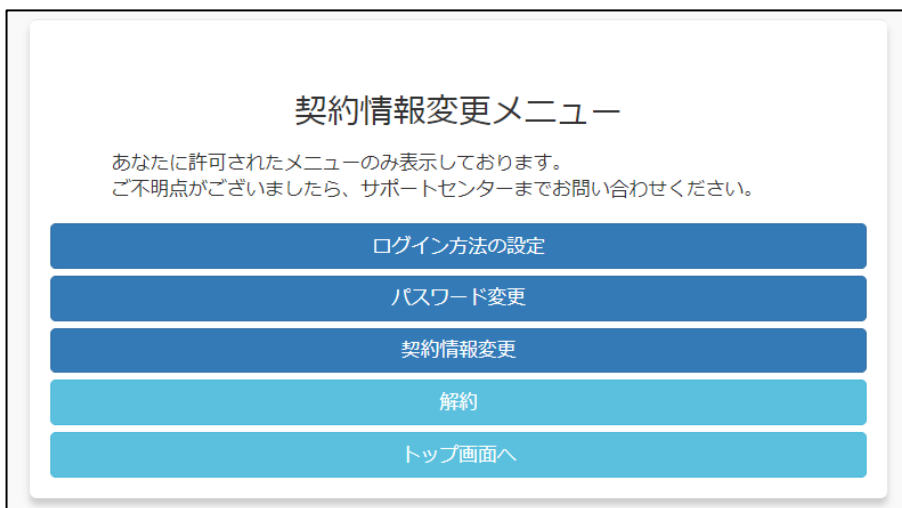 契約情報変更メニュー
あなたに許可されたメニューのみ表示しております。
ご不明点がございましたら、サポートセンターまでお問い合わせください。
ログイン方法の設定
パスワード変更
契約情報変更
解約
トップ画面へ